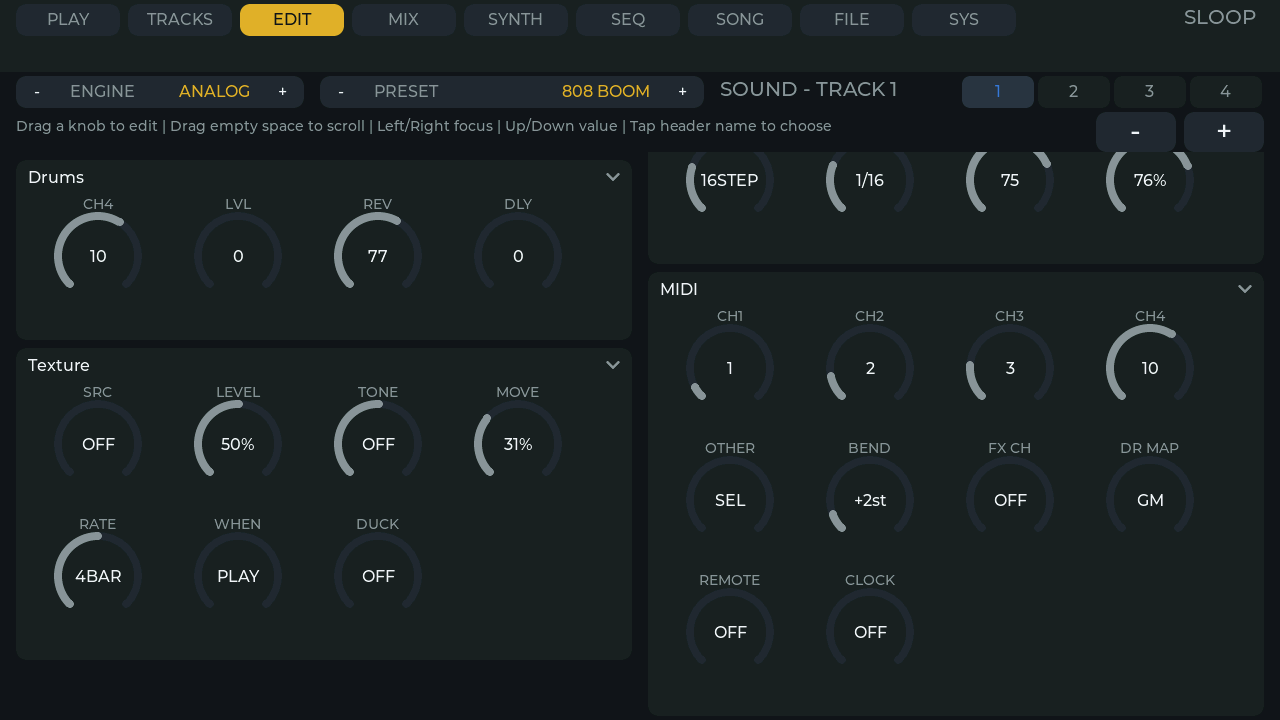 PLAY TRACKS EDIT MIX SYNTH SEQ SONG FILE SYS SLOOP
- ENGINE ANALOG + - PRESET 808 BOOM + SOUND - TRACK 1 1 2 3 4
Drag a knob to edit | Drag empty space to scroll | Left/Right focus | Up/Down value | Tap header name to choose
- +
Drums
CH4 LVL REV DLY
10 0 77 0
Texture
SRC LEVEL TONE MOVE
OFF 50% OFF 31%
RATE WHEN DUCK
4BAR PLAY OFF
16STEP 1/16 75 76%
MIDI
CH1 CH2 CH3 CH4
1 2 3 10
OTHER BEND FX CH DR MAP
SEL +2st OFF GM
REMOTE CLOCK
OFF OFF